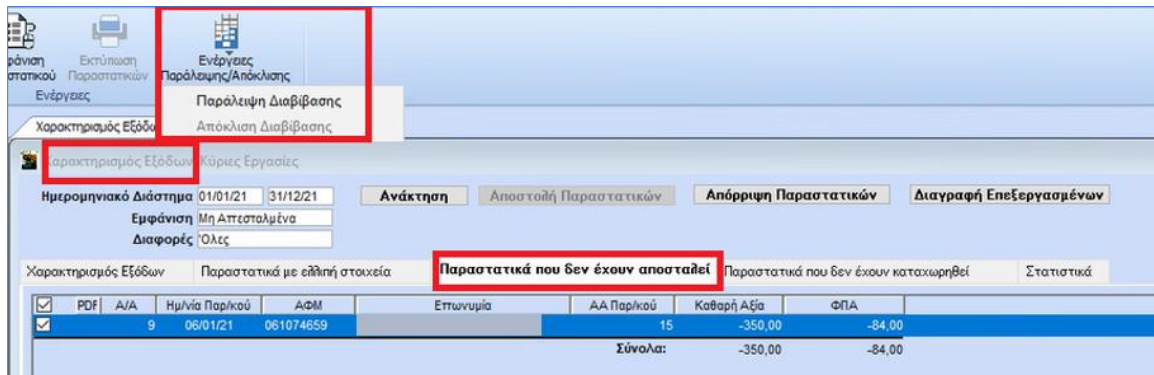 φάνιση
στατικού
Εκτύπωση
Παραστατικών
Ενέργειες
Ενέργειες
Παράλειψης/Απόκλισης
Παράλειψη Διαβίβασης
Απόκλιση Διαβίβασης
Χαρακτηρισμός Εξόδω
Χαρακτηρισμός Εξόδων Κύριες Εργασίες
Ημερομηνιακό Διάστημα 01/01/21 31/12/21 Ανάκτηση Αποστολή Παραστατικών Απόρριψη Παραστατικών Διαγραφή Επεξεργασμένων
Εμφάνιση Μη Απεσταλμένα
Διαφορές Όλες
Χαρακτηρισμός Εξόδων Παραστατικά με ελλιπή στοιχεία Παραστατικά που δεν έχουν αποσταλεί Παραστατικά που δεν έχουν καταχωρηθεί Στατιστικά
PDF Α/Α Ημ/νία Παρ/κού ΑΦΜ Επωνυμία ΑΑ Παρ/κού Καθαρή Αξία ΦΠΑ
9 06/01/21 061074659 15 -350,00 -84,00
Σύνολα: -350,00 -84,00